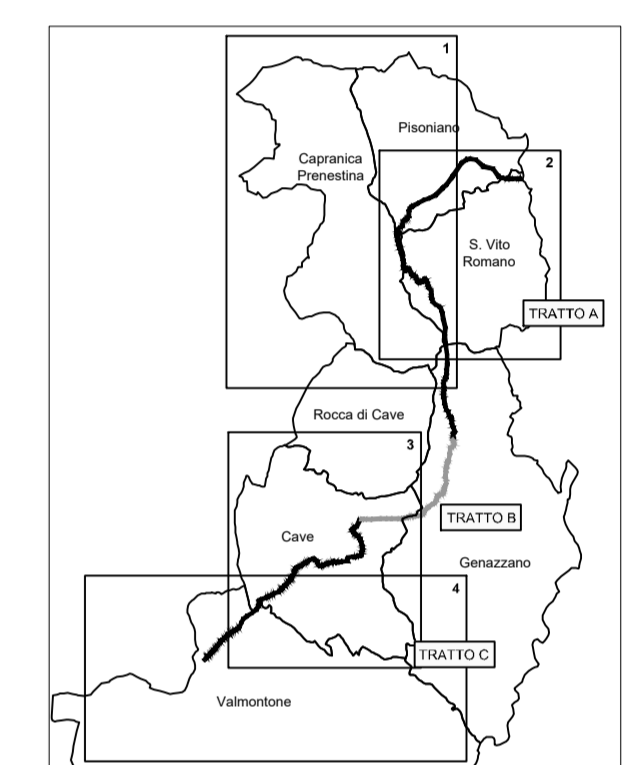 1
Pisoniano
Capranica
Prenestina
2
S. Vito
Romano
TRATTO A
Rocca di Cave
3
TRATTO B
Cave
Genazzano
4
TRATTO C
Valmontone